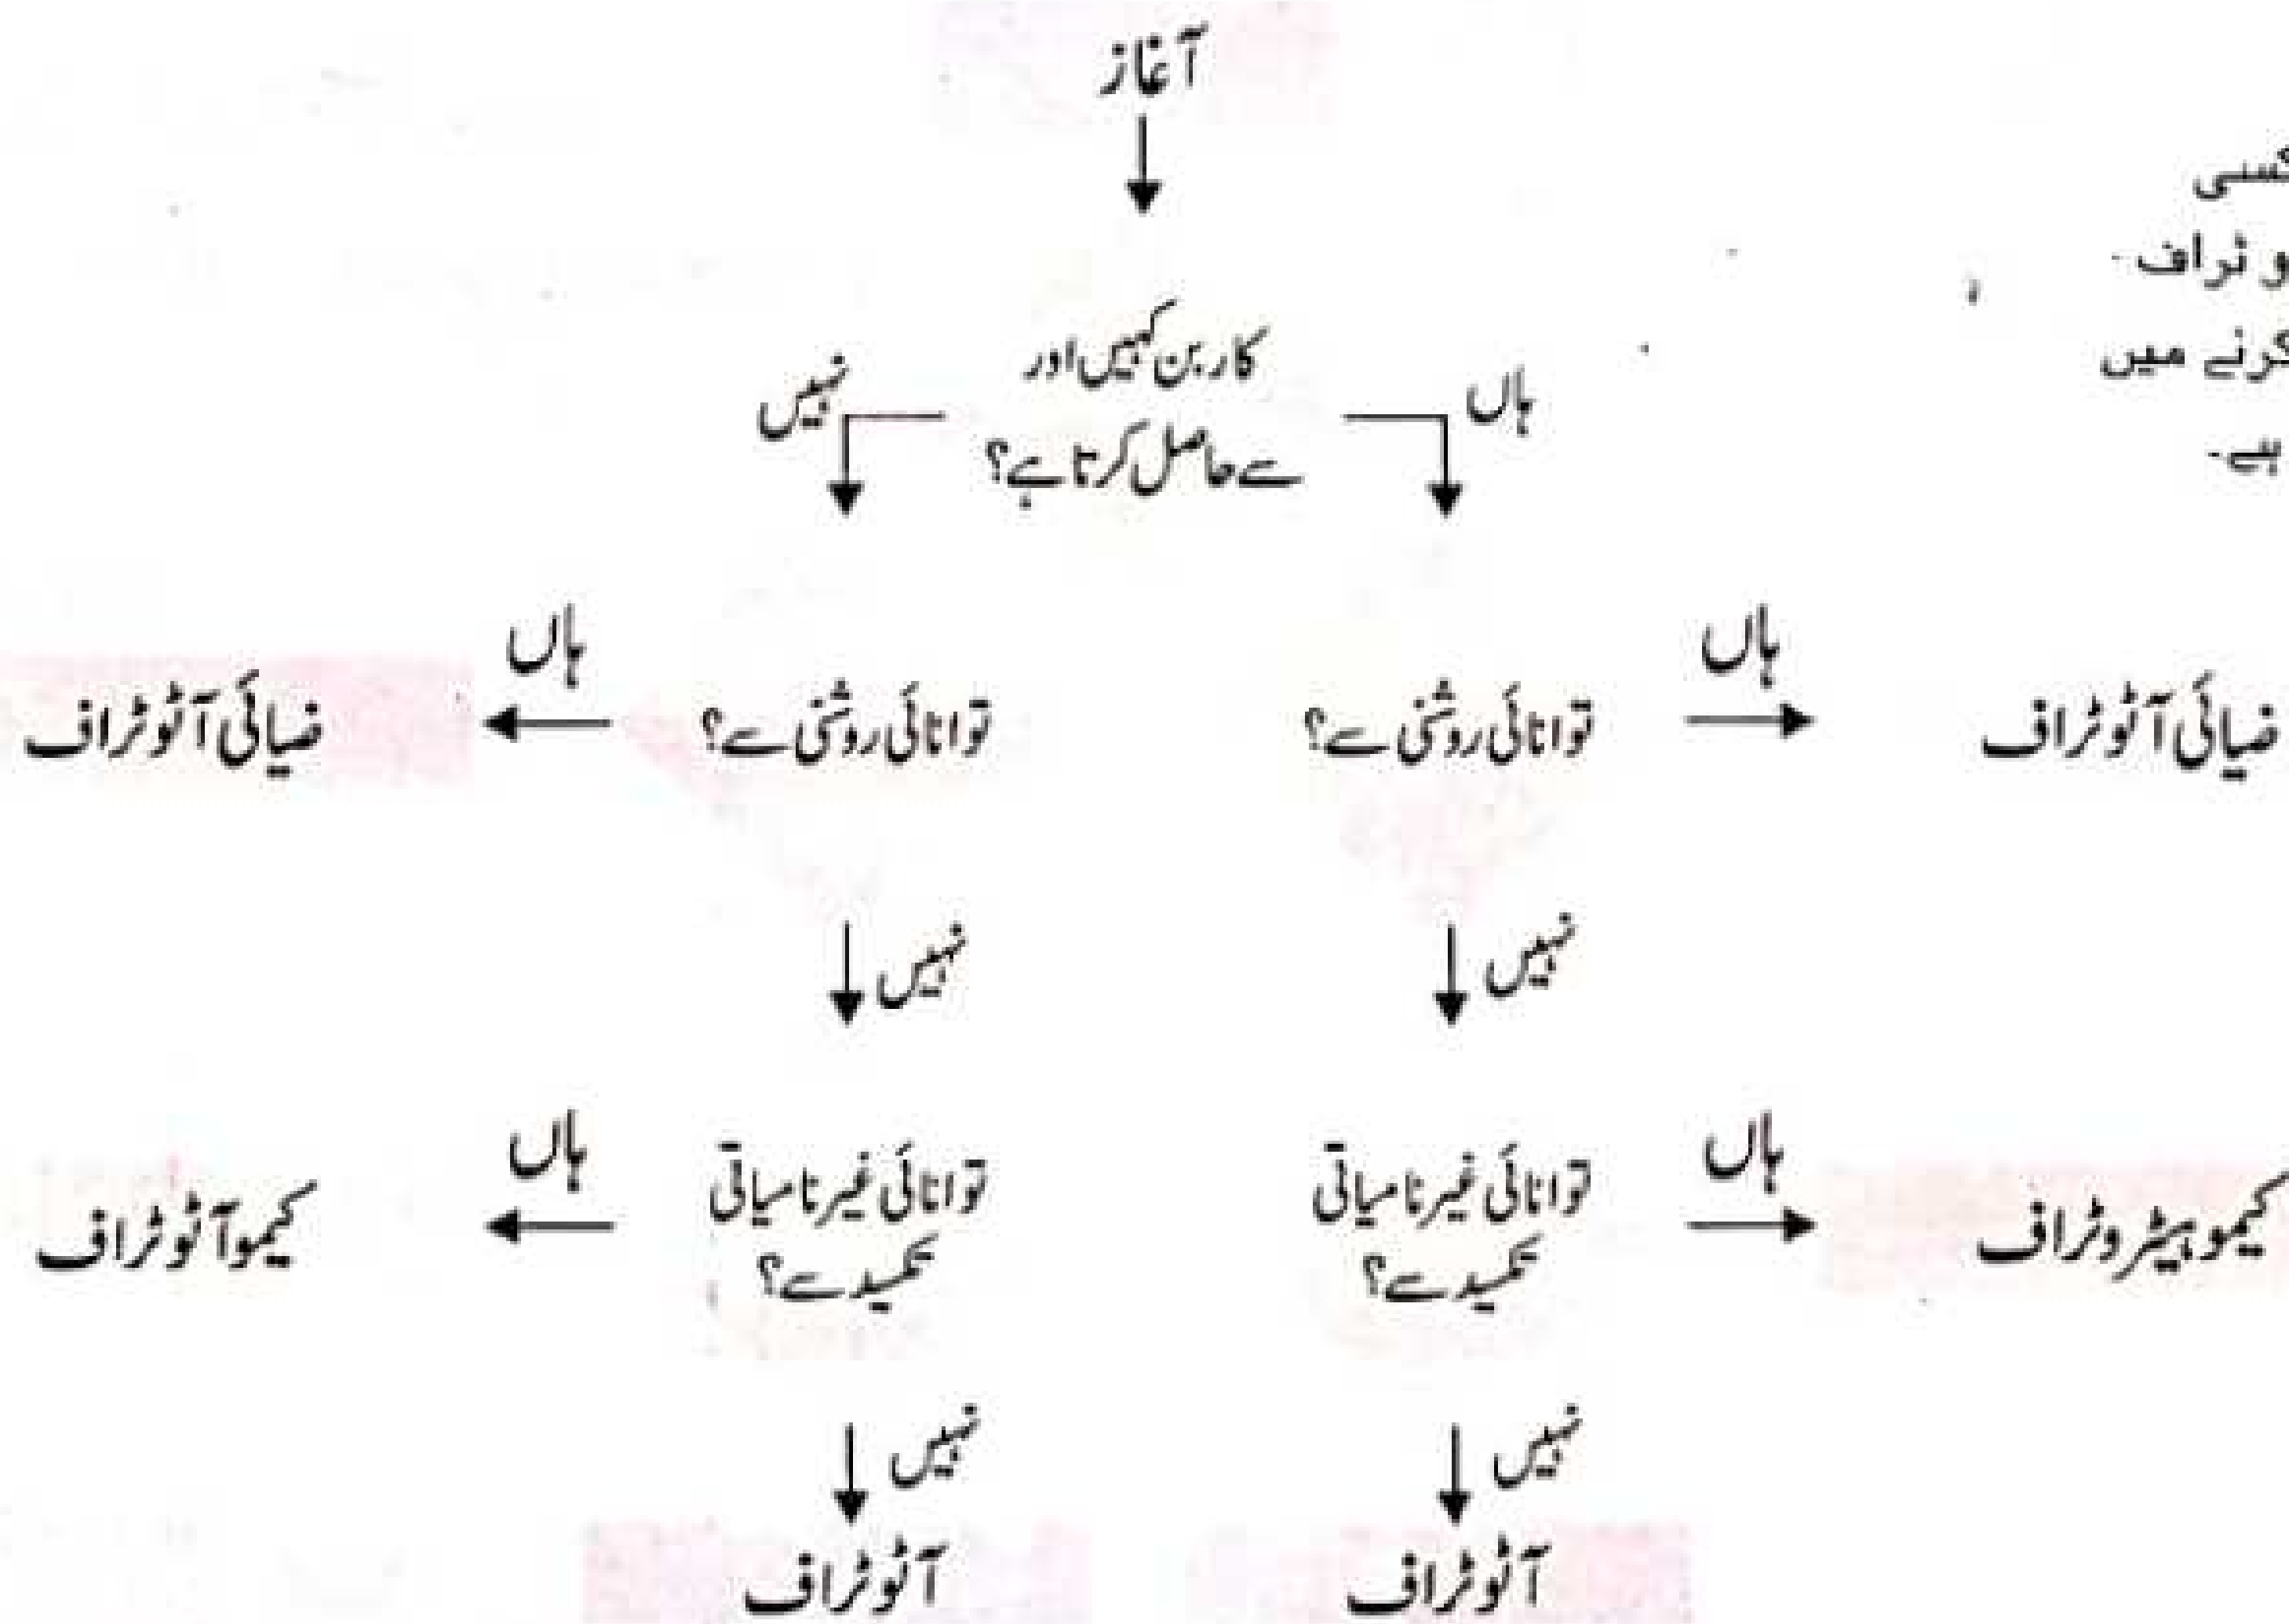 آغاز
کسی
و ٹراف۔
کرنے میں
ہے۔
کاربن کہیں اور
سے حاصل کرتا ہے؟
ہاں
نہیں
ہاں
ہاں
ضیائی آٹوٹراف
توانائی روشنی سے؟
توانائی روشنی سے؟
ضیائی آٹوٹراف
نہیں
نہیں
ہاں
ہاں
کیموہیٹروٹراف
توانائی غیر نامیاتی
تکسید سے؟
توانائی غیر نامیاتی
تکسید سے؟
کیموآٹوٹراف
نہیں
نہیں
آٹوٹراف
آٹوٹراف